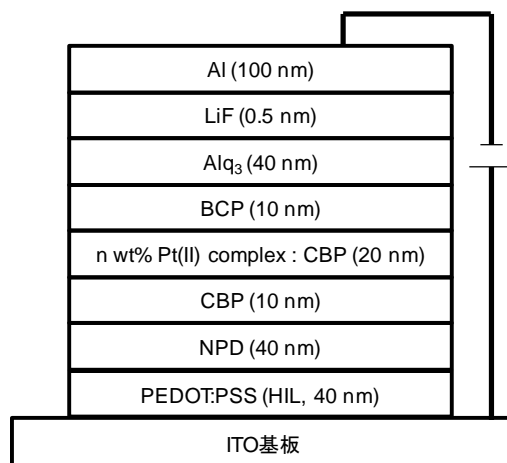 Al (100 nm)
LiF (0.5 nm)
Alq₃ (40 nm)
BCP (10 nm)
n wt% Pt(II) complex : CBP (20 nm)
CBP (10 nm)
NPD (40 nm)
PEDOT:PSS (HIL, 40 nm)
ITO基板